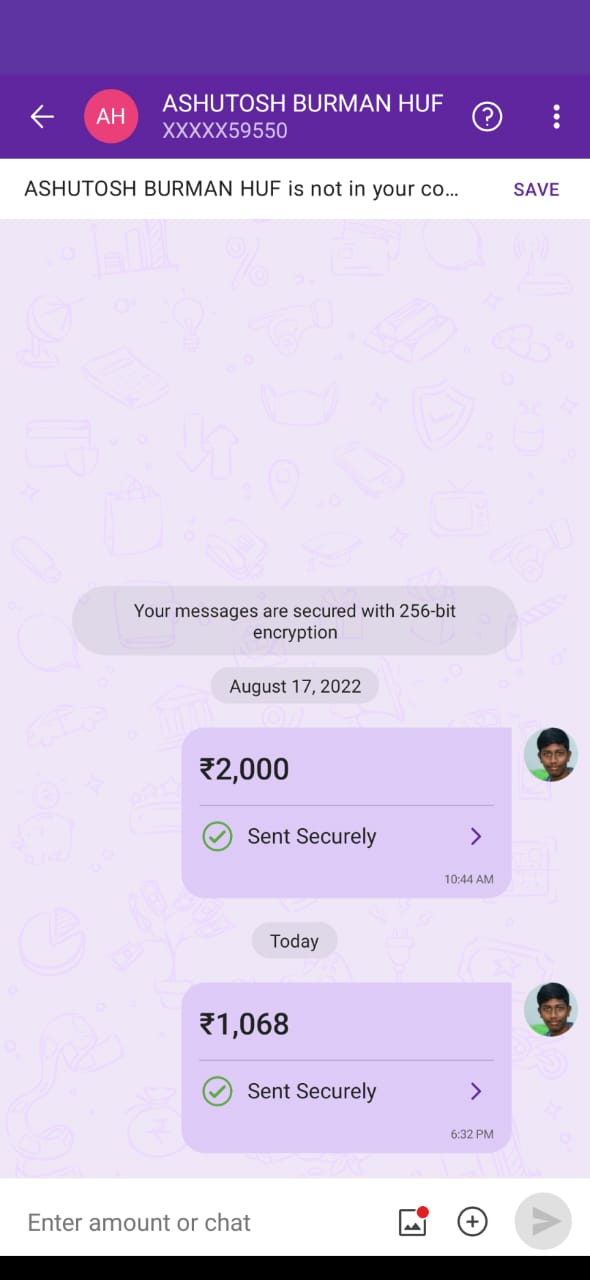 AH
ASHUTOSH BURMAN HUF
XXXXX59550
ASHUTOSH BURMAN HUF is not in your co...
SAVE
Your messages are secured with 256-bit
encryption
August 17, 2022
₹2,000
Sent Securely
10:44 AM
Today
₹1,068
Sent Securely
6:32 PM
Enter amount or chat